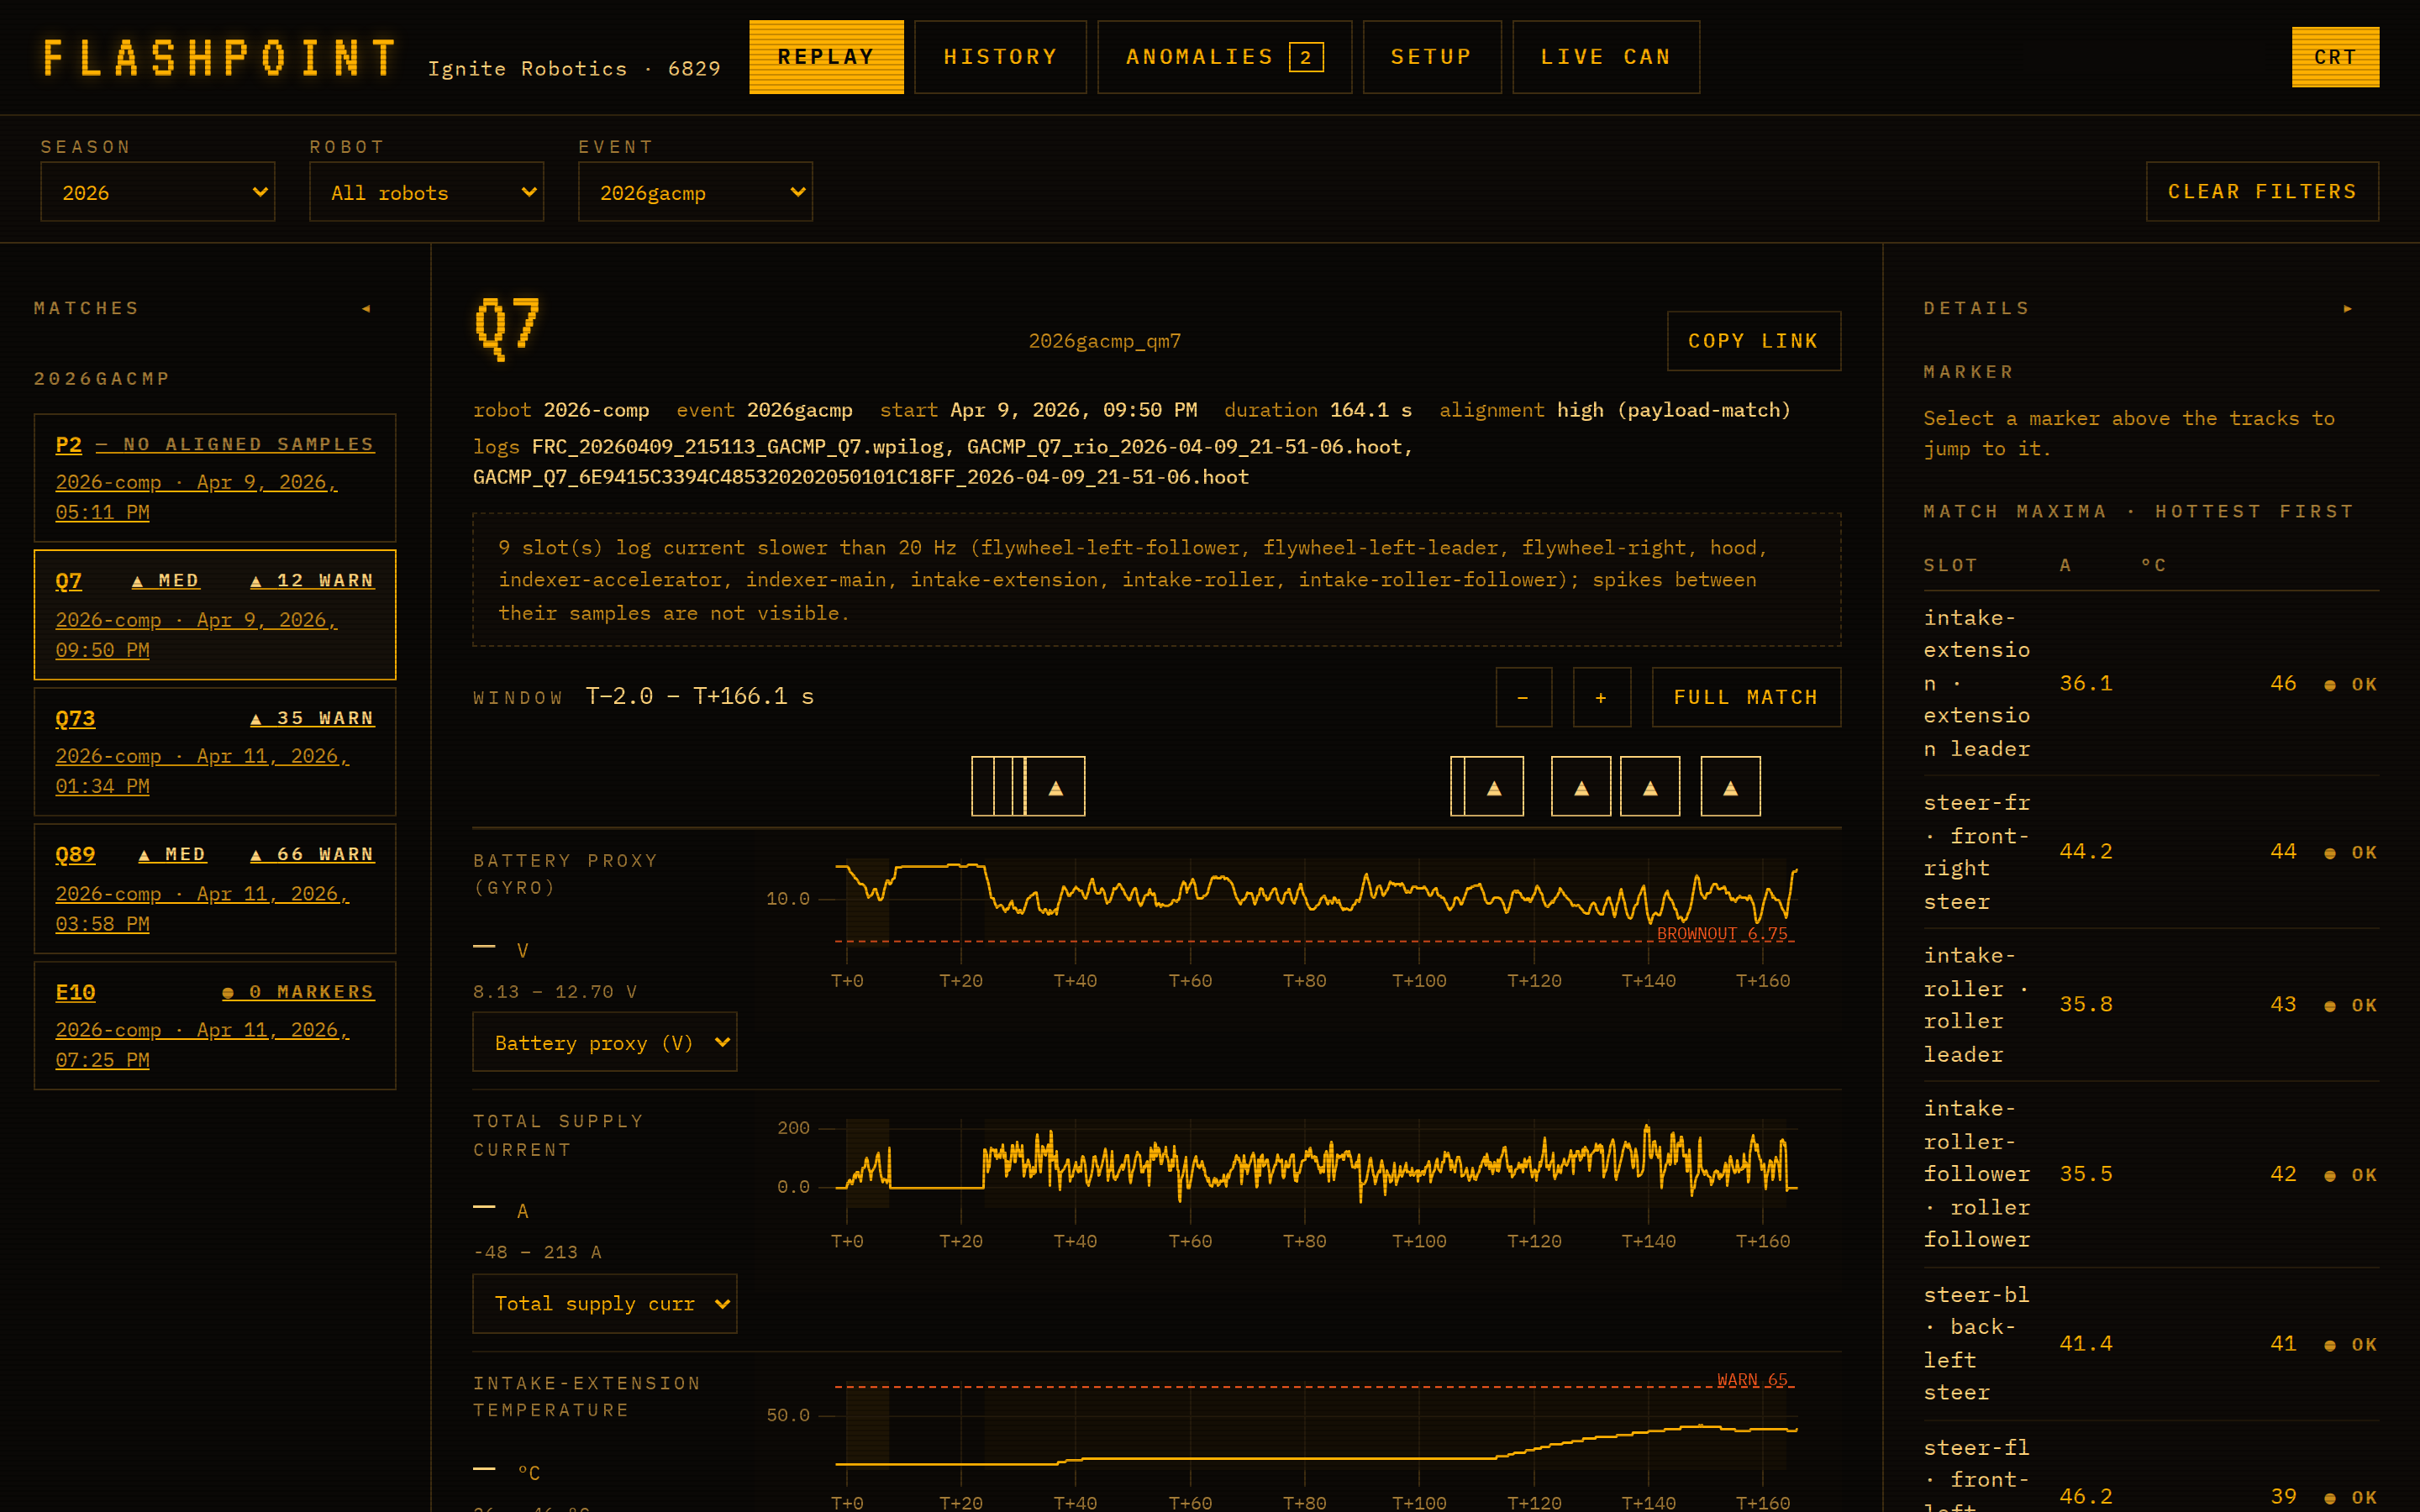 FLASHPOINT
Ignite Robotics · 6829
REPLAY
HISTORY
ANOMALIES 2
SETUP
LIVE CAN
CRT
SEASON
ROBOT
EVENT
2026
All robots
2026gacmp
CLEAR FILTERS
MATCHES ◂
2026GACMP
P2 — NO ALIGNED SAMPLES
2026-comp · Apr 9, 2026,
05:11 PM
Q7 ▲ MED ▲ 12 WARN
2026-comp · Apr 9, 2026,
09:50 PM
Q73 ▲ 35 WARN
2026-comp · Apr 11, 2026,
01:34 PM
Q89 ▲ MED ▲ 66 WARN
2026-comp · Apr 11, 2026,
03:58 PM
E10 ● 0 MARKERS
2026-comp · Apr 11, 2026,
07:25 PM
Q7
2026gacmp_qm7
COPY LINK
robot 2026-comp event 2026gacmp start Apr 9, 2026, 09:50 PM duration 164.1 s alignment high (payload-match)
logs FRC_20260409_215113_GACMP_Q7.wpilog, GACMP_Q7_rio_2026-04-09_21-51-06.hoot,
GACMP_Q7_6E9415C3394C485320202050101C18FF_2026-04-09_21-51-06.hoot
9 slot(s) log current slower than 20 Hz (flywheel-left-follower, flywheel-left-leader, flywheel-right, hood,
indexer-accelerator, indexer-main, intake-extension, intake-roller, intake-roller-follower); spikes between
their samples are not visible.
WINDOW T−2.0 – T+166.1 s
− + FULL MATCH
▲ ▲ ▲ ▲ ▲
BATTERY PROXY
(GYRO)
— V
8.13 – 12.70 V
Battery proxy (V)
10.0
BROWNOUT 6.75
T+0 T+20 T+40 T+60 T+80 T+100 T+120 T+140 T+160
TOTAL SUPPLY
CURRENT
— A
-48 – 213 A
Total supply curr
200
0.0
T+0 T+20 T+40 T+60 T+80 T+100 T+120 T+140 T+160
INTAKE-EXTENSION
TEMPERATURE
— °C
WARN 65
50.0
T+0 T+20 T+40 T+60 T+80 T+100 T+120 T+140 T+160
DETAILS ▸
MARKER
Select a marker above the tracks to
jump to it.
MATCH MAXIMA · HOTTEST FIRST
SLOT A °C
intake-
extensio
n ·
extensio
n leader
36.1 46 ● OK
steer-fr
· front-
right
steer
44.2 44 ● OK
intake-
roller ·
roller
leader
35.8 43 ● OK
intake-
roller-
follower
· roller
follower
35.5 42 ● OK
steer-bl
· back-
left
steer
41.4 41 ● OK
steer-fl
· front-
left
46.2 39 ● OK